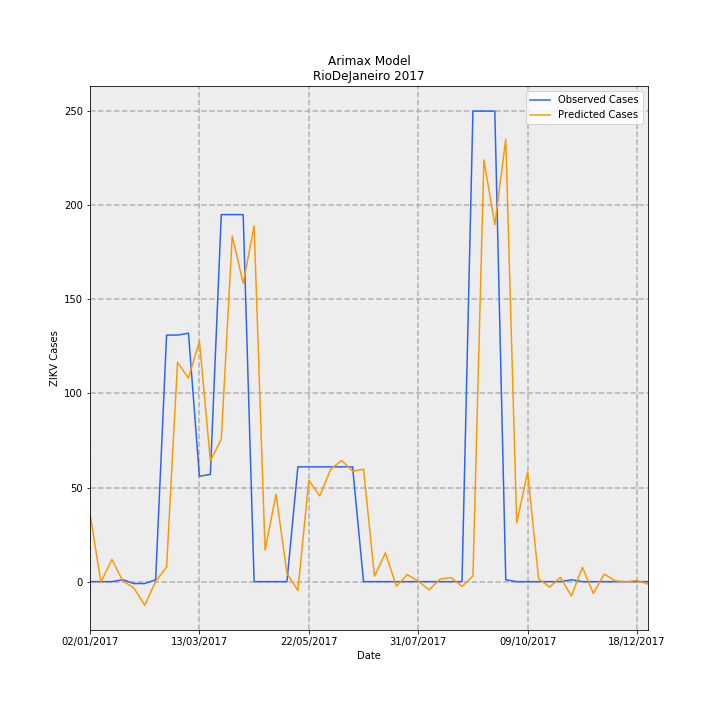 Arimax Model
RioDeJaneiro 2017
Observed Cases
Predicted Cases
250
200
150
100
50
0
ZIKV Cases
02/01/2017 13/03/2017 22/05/2017 31/07/2017 09/10/2017 18/12/2017
Date